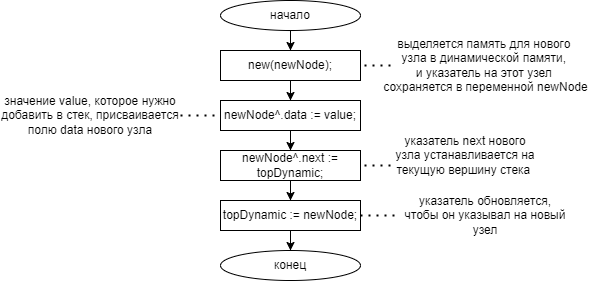 начало
new(newNode);
выделяется память для нового
узла в динамической памяти,
и указатель на этот узел
сохраняется в переменной newNode
значение value, которое нужно
добавить в стек, присваивается
полю data нового узла
newNode^.data := value;
newNode^.next :=
topDynamic;
указатель next нового
узла устанавливается на
текущую вершину стека
topDynamic := newNode;
указатель обновляется,
чтобы он указывал на новый
узел
конец